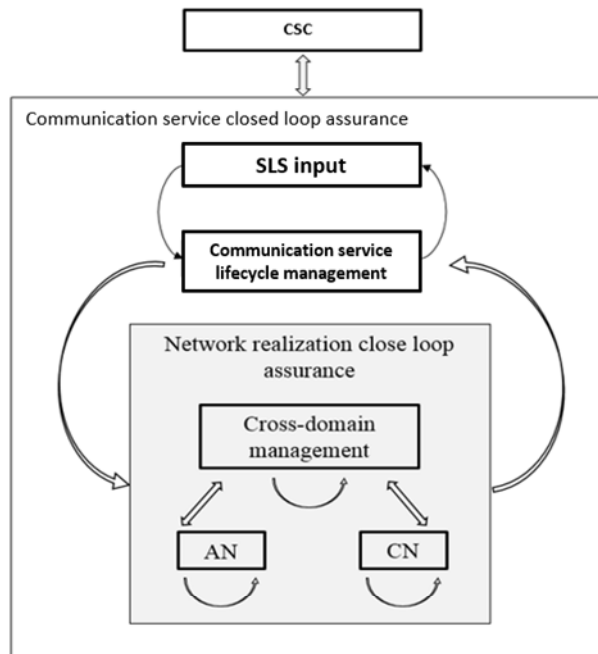 CSC
Communication service closed loop assurance
SLS input
Communication service
lifecycle management
Network realization close loop
assurance
Cross-domain
management
AN
CN